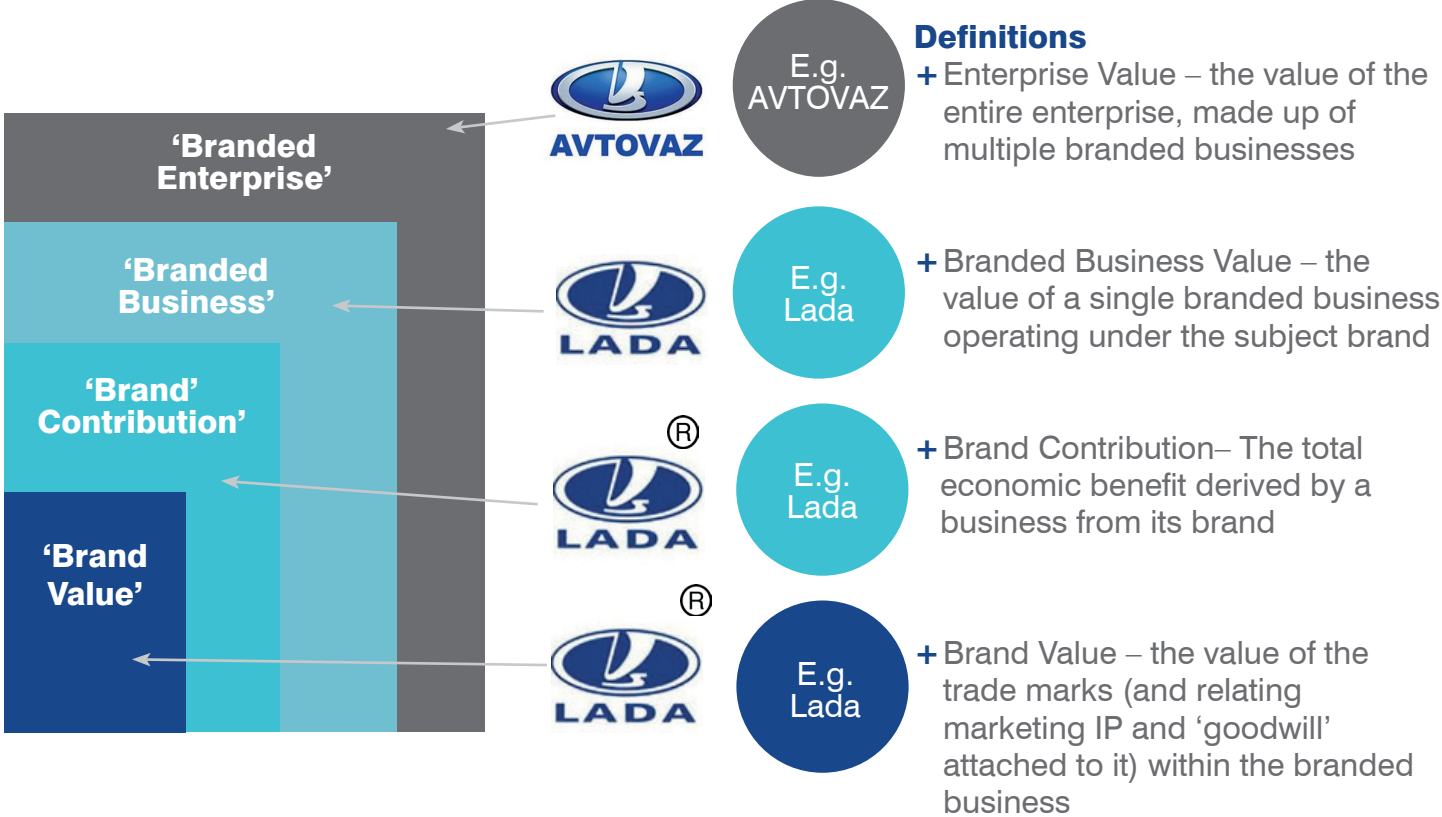 ‘Branded
Enterprise’
‘Branded
Business’
‘Brand’
Contribution’
‘Brand
Value’
AVTOVAZ
LADA
®
LADA
®
LADA
E.g.
AVTOVAZ
E.g.
Lada
E.g.
Lada
E.g.
Lada
Definitions
+ Enterprise Value – the value of the
entire enterprise, made up of
multiple branded businesses
+ Branded Business Value – the
value of a single branded business
operating under the subject brand
+ Brand Contribution– The total
economic benefit derived by a
business from its brand
+ Brand Value – the value of the
trade marks (and relating
marketing IP and ‘goodwill’
attached to it) within the branded
business